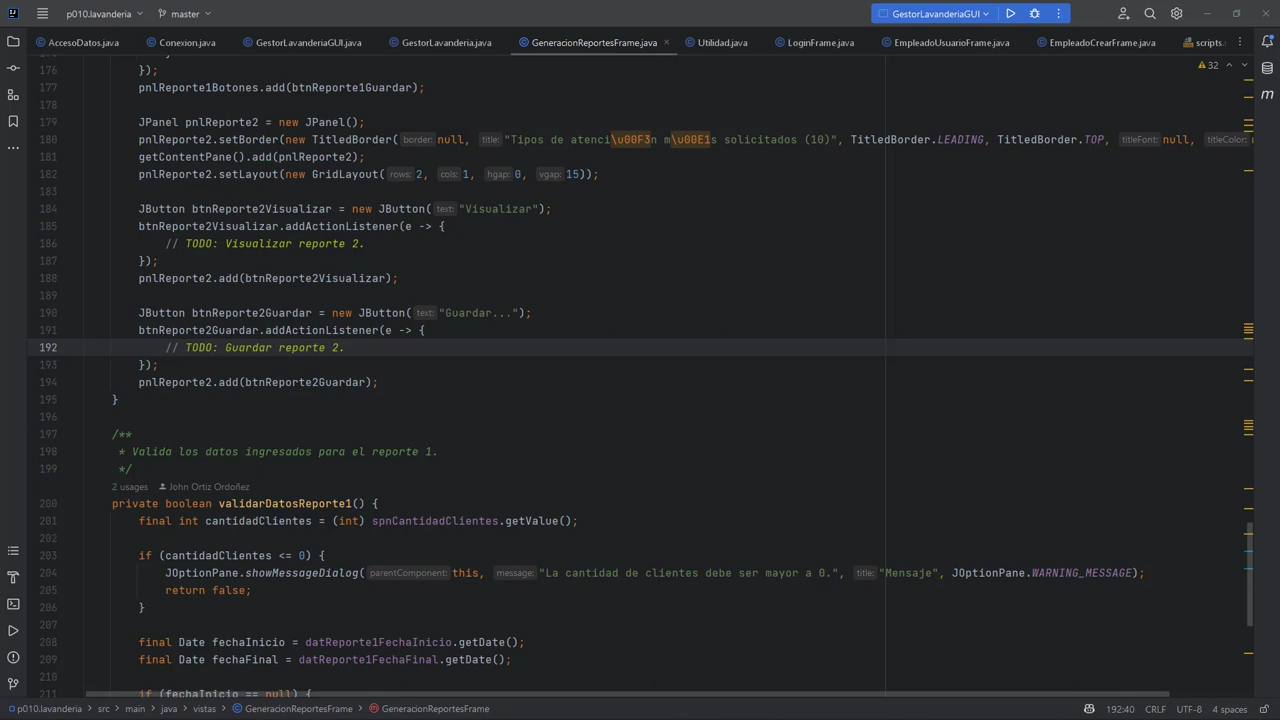 p010.lavanderia
master
GestorLavanderiaGUI
AccesoDatos.java
Conexion.java
GestorLavanderiaGUI.java
GestorLavanderia.java
GeneracionReportesFrame.java
Utilidad.java
LoginFrame.java
EmpleadoUsuarioFrame.java
EmpleadoCrearFrame.java
scripts.
32
176 });
177 pnlReporte1Botones.add(btnReporte1Guardar);
178
179 JPanel pnlReporte2 = new JPanel();
180 pnlReporte2.setBorder(new TitledBorder( border: null, title: "Tipos de atenci\u00F3n m\u00E1s solicitados (10)", TitledBorder.LEADING, TitledBorder.TOP, titleFont: null, titleColor:
181 getContentPane().add(pnlReporte2);
182 pnlReporte2.setLayout(new GridLayout( rows: 2, cols: 1, hgap: 0, vgap: 15));
183
184 JButton btnReporte2Visualizar = new JButton( text: "Visualizar");
185 btnReporte2Visualizar.addActionListener(e -> {
186 // TODO: Visualizar reporte 2.
187 });
188 pnlReporte2.add(btnReporte2Visualizar);
189
190 JButton btnReporte2Guardar = new JButton( text: "Guardar...");
191 btnReporte2Guardar.addActionListener(e -> {
192 // TODO: Guardar reporte 2.
193 });
194 pnlReporte2.add(btnReporte2Guardar);
195 }
196
197 /**
198 * Valida los datos ingresados para el reporte 1.
199 */
2 usages John Ortiz Ordoñez
200 private boolean validarDatosReporte1() {
201 final int cantidadClientes = (int) spnCantidadClientes.getValue();
202
203 if (cantidadClientes <= 0) {
204 JOptionPane.showMessageDialog( parentComponent: this, message: "La cantidad de clientes debe ser mayor a 0.", title: "Mensaje", JOptionPane.WARNING_MESSAGE);
205 return false;
206 }
207
208 final Date fechaInicio = datReporte1FechaInicio.getDate();
209 final Date fechaFinal = datReporte1FechaFinal.getDate();
210
211 if (fechaInicio == null) {
p010.lavanderia > src > main > java > vistas > GeneracionReportesFrame > GeneracionReportesFrame
192:40 CRLF UTF-8 4 spaces